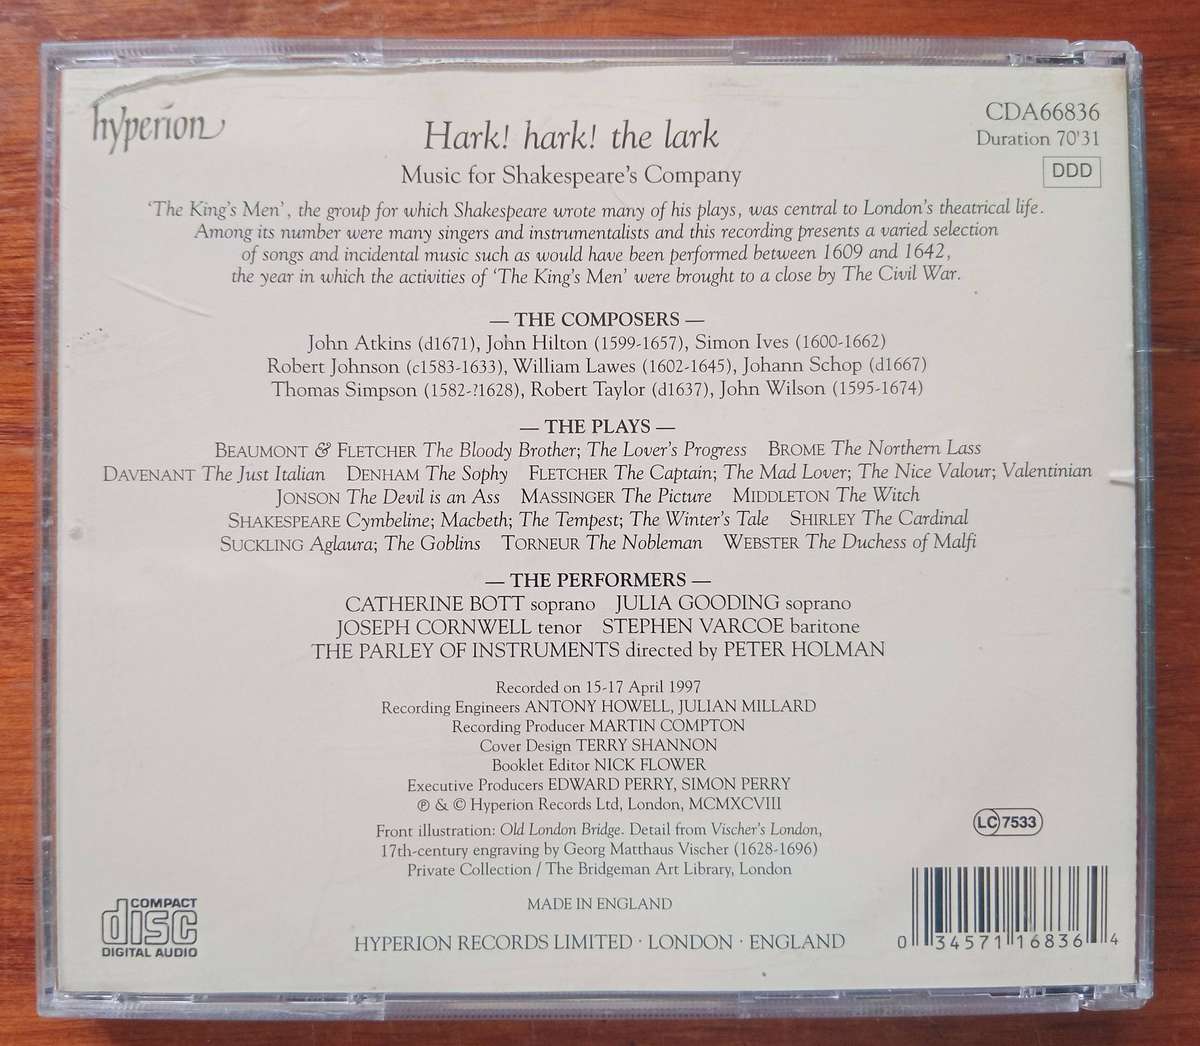 hyperion
Hark! hark! the lark
Music for Shakespeare's Company
CDA66836
Duration 70'31
DDD
'The King's Men', the group for which Shakespeare wrote many of his plays, was central to London's theatrical life.
Among its number were many singers and instrumentalists and this recording presents a varied selection
of songs and incidental music such as would have been performed between 1609 and 1642,
the year in which the activities of 'The King's Men' were brought to a close by The Civil War.
— THE COMPOSERS —
John Atkins (d1671), John Hilton (1599-1657), Simon Ives (1600-1662)
Robert Johnson (c1583-1633), William Lawes (1602-1645), Johann Schop (d1667)
Thomas Simpson (1582-?1628), Robert Taylor (d1637), John Wilson (1595-1674)
— THE PLAYS —
BEAUMONT & FLETCHER The Bloody Brother; The Lover's Progress BROME The Northern Lass
DAVENANT The Just Italian DENHAM The Sophy FLETCHER The Captain; The Mad Lover; The Nice Valour; Valentinian
JONSON The Devil is an Ass MASSINGER The Picture MIDDLETON The Witch
SHAKESPEARE Cymbeline; Macbeth; The Tempest; The Winter's Tale SHIRLEY The Cardinal
SUCKLING Aglaura; The Goblins TORNEUR The Nobleman WEBSTER The Duchess of Malfi
— THE PERFORMERS —
CATHERINE BOTT soprano JULIA GOODING soprano
JOSEPH CORNWELL tenor STEPHEN VARCOE baritone
THE PARLEY OF INSTRUMENTS directed by PETER HOLMAN
Recorded on 15-17 April 1997
Recording Engineers ANTONY HOWELL, JULIAN MILLARD
Recording Producer MARTIN COMPTON
Cover Design TERRY SHANNON
Booklet Editor NICK FLOWER
Executive Producers EDWARD PERRY, SIMON PERRY
℗ & © Hyperion Records Ltd, London, MCMXCVIII
Front illustration: Old London Bridge. Detail from Vischer's London,
17th-century engraving by Georg Matthaus Vischer (1628-1696)
Private Collection / The Bridgeman Art Library, London
LC 7533
MADE IN ENGLAND
HYPERION RECORDS LIMITED · LONDON · ENGLAND
COMPACT
disc
DIGITAL AUDIO
0 34571 16836 4